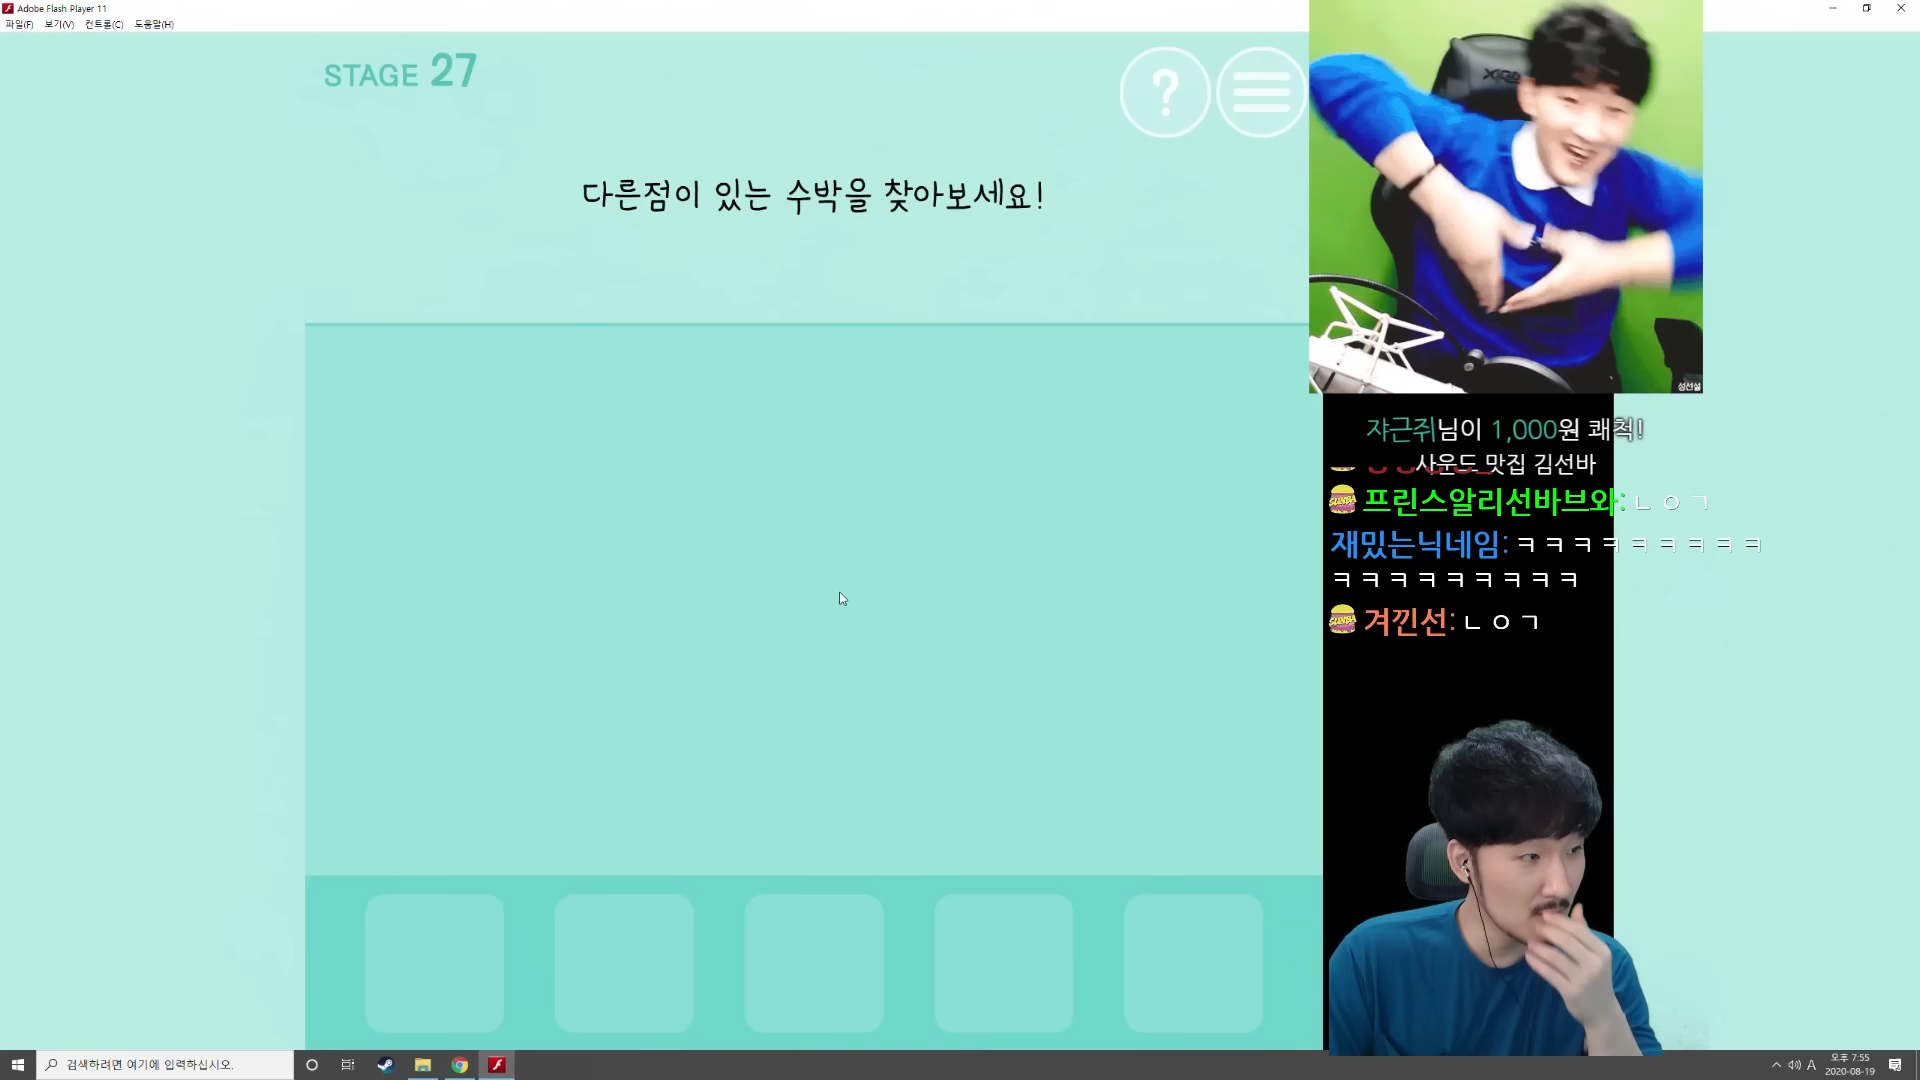 Adobe Flash Player 11
파일(F) 보기(V) 컨트롤(C) 도움말(H)
STAGE 27
?
다른점이 있는 수박을 찾아보세요!
성선설
쟈근쥐님이 1,000원 쾌척!
사운드 맛집 김선바
프린스알리선바브와: ㄴㅇㄱ
재밌는닉네임: ㅋㅋㅋㅋㅋㅋㅋㅋㅋ
ㅋㅋㅋㅋㅋㅋㅋㅋㅋ
겨낀선: ㄴㅇㄱ
검색하려면 여기에 입력하십시오.
A
오후 7:55
2020-08-19